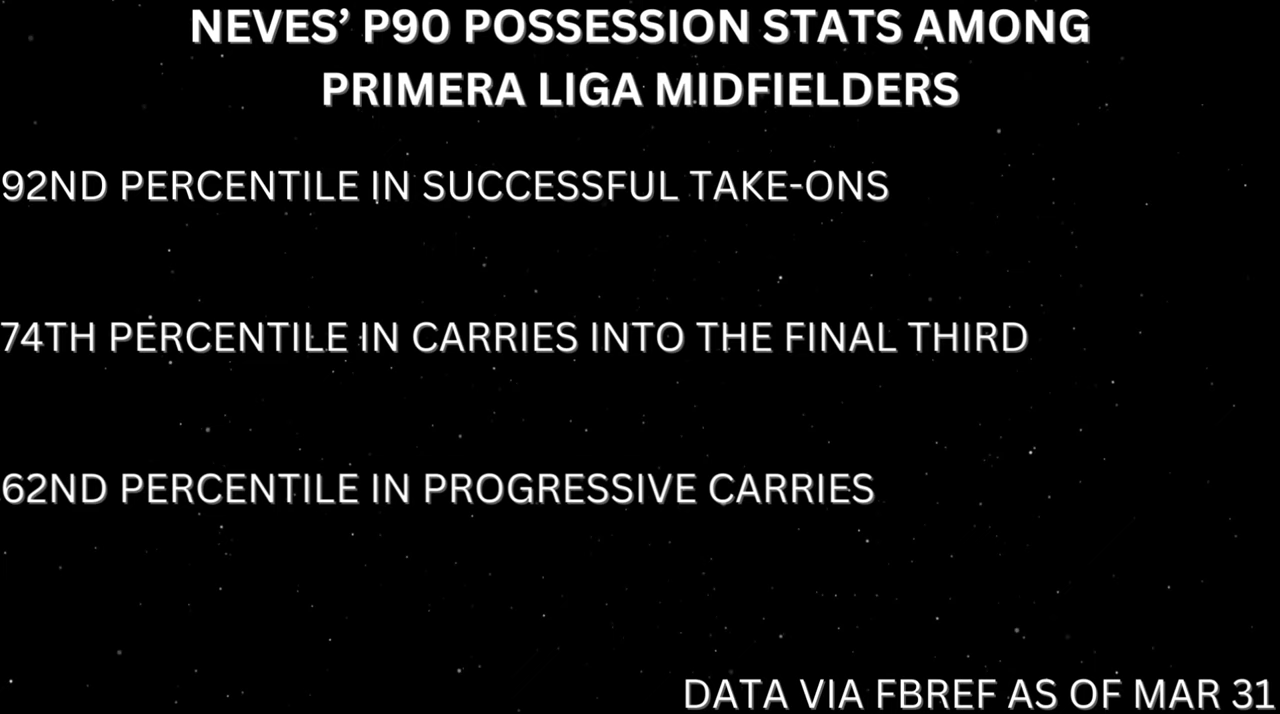 NEVES’ P90 POSSESSION STATS AMONG
PRIMERA LIGA MIDFIELDERS
92ND PERCENTILE IN SUCCESSFUL TAKE-ONS
74TH PERCENTILE IN CARRIES INTO THE FINAL THIRD
62ND PERCENTILE IN PROGRESSIVE CARRIES
DATA VIA FBREF AS OF MAR 31